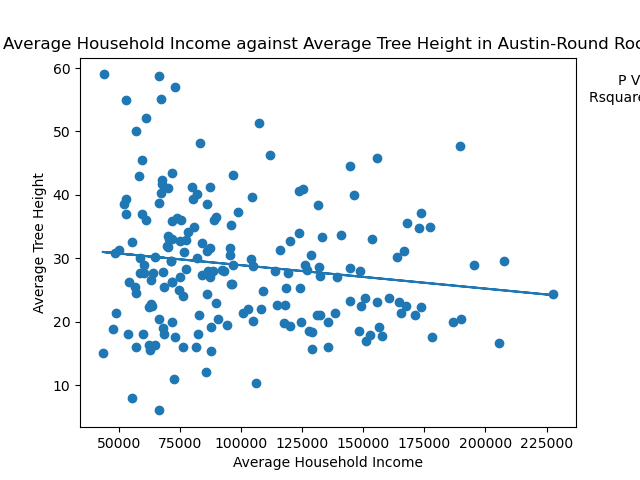 Average Household Income against Average Tree Height in Austin-Round
P
Rsquare
60
50
40
30
20
10
Average Tree Height
50000 75000 100000 125000 150000 175000 200000 225000
Average Household Income